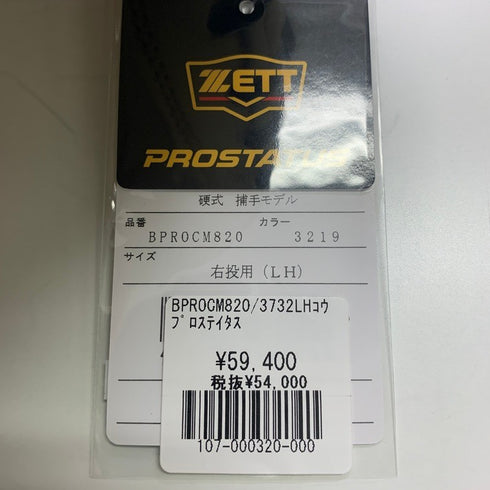 ZETT
PROSTATUS
硬式 捕手モデル
品番 カラー
BPROCM820 3219
サイズ
右投用(LH)
BPROCM820/3732LHコウ
プロステイタス
¥59,400
税抜¥54,000
107-000320-000